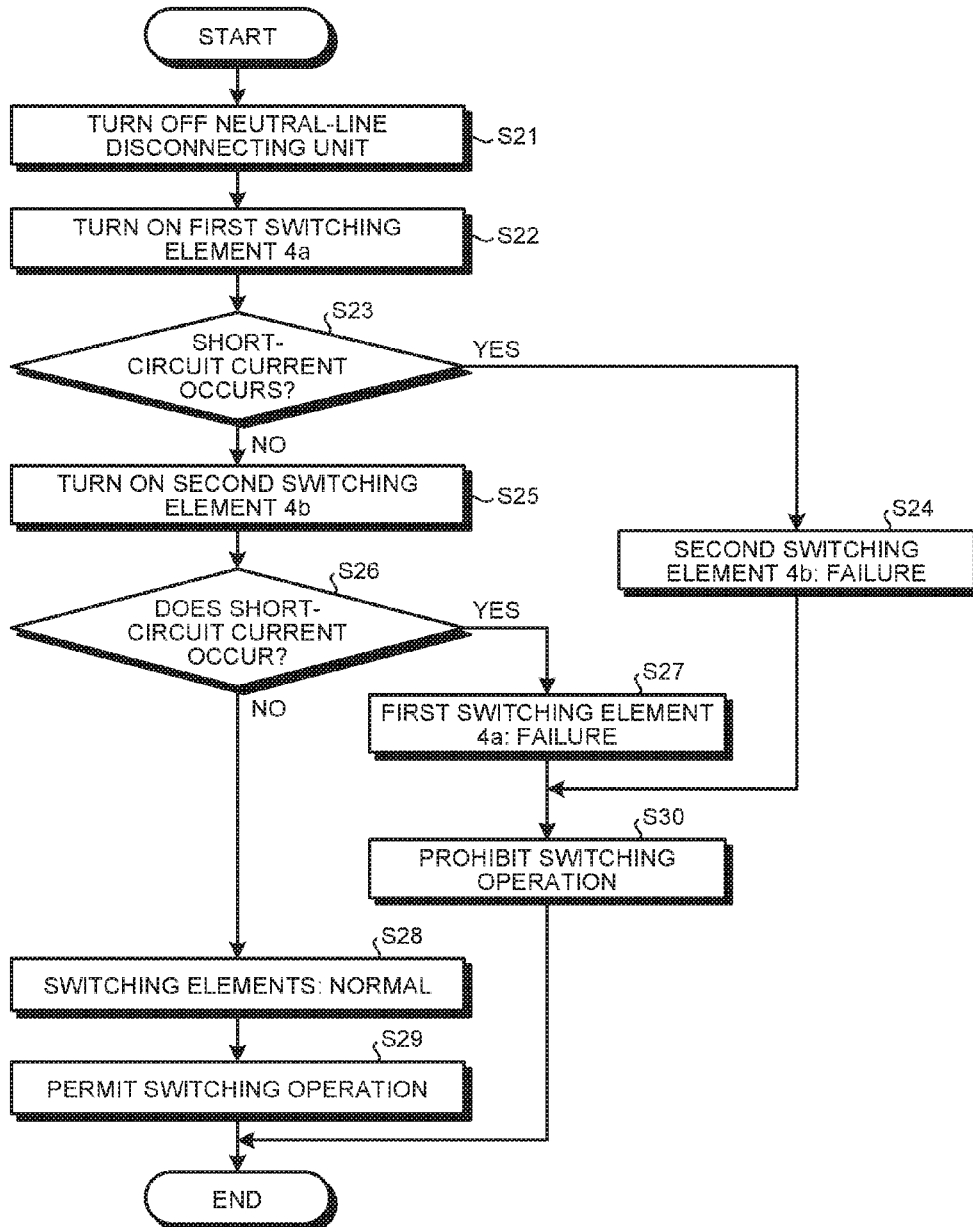 START
TURN OFF NEUTRAL-LINE
DISCONNECTING UNIT
S21
TURN ON FIRST SWITCHING
ELEMENT 4a
S22
S23
SHORT-
CIRCUIT CURRENT
OCCURS?
YES
NO
TURN ON SECOND SWITCHING
ELEMENT 4b
S25
S24
SECOND SWITCHING
ELEMENT 4b: FAILURE
S26
DOES SHORT-
CIRCUIT CURRENT
OCCUR?
YES
NO
S27
FIRST SWITCHING ELEMENT
4a: FAILURE
S30
PROHIBIT SWITCHING
OPERATION
S28
SWITCHING ELEMENTS: NORMAL
S29
PERMIT SWITCHING OPERATION
END